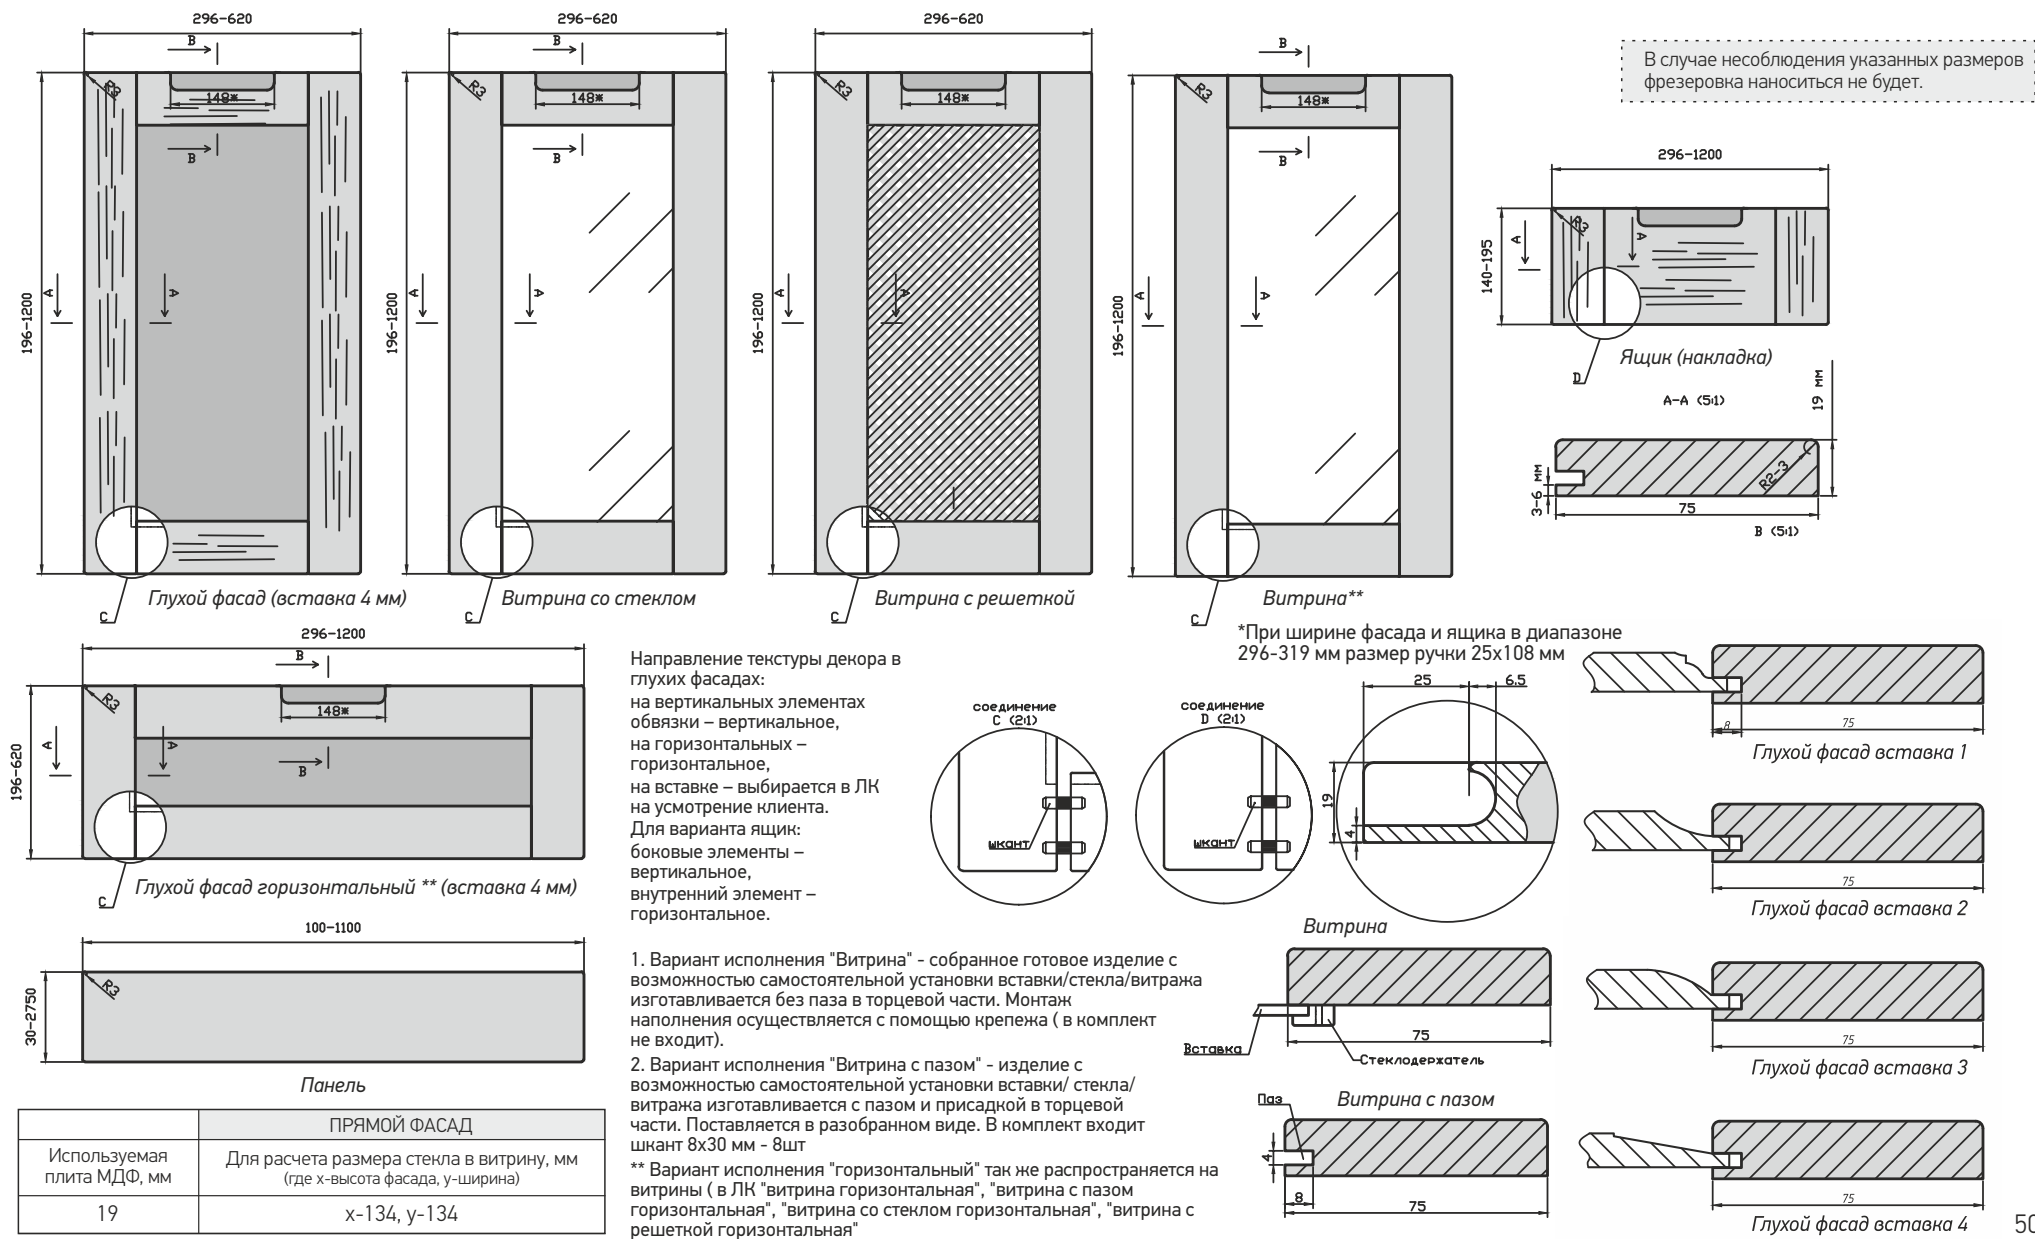 296-620
B
R3
148*
B
A
A
196-1200
C
Глухой фасад (вставка 4 мм)
296-620
B
R3
148*
B
A
A
196-1200
C
Витрина со стеклом
296-620
B
R3
148*
B
A
A
196-1200
C
Витрина с решеткой
B
R3
148*
B
A
A
196-1200
C
Витрина**
В случае несоблюдения указанных размеров
фрезеровка наноситься не будет.
296-1200
R3
A
A
140-195
D
Ящик (накладка)
A-A (5:1)
19 мм
3-6 мм
R2-3
75
B (5:1)
296-1200
B
R3
148*
A
A
B
196-620
C
Глухой фасад горизонтальный ** (вставка 4 мм)
100-1100
R3
30-2750
Панель
ПРЯМОЙ ФАСАД
Используемая
плита МДФ, мм
Для расчета размера стекла в витрину, мм
(где х-высота фасада, у-ширина)
19
х-134, у-134
Направление текстуры декора в
глухих фасадах:
на вертикальных элементах
обвязки – вертикальное,
на горизонтальных –
горизонтальное,
на вставке – выбирается в ЛК
на усмотрение клиента.
Для варианта ящик:
боковые элементы –
вертикальное,
внутренний элемент –
горизонтальное.
1. Вариант исполнения "Витрина" - собранное готовое изделие с
возможностью самостоятельной установки вставки/стекла/витража
изготавливается без паза в торцевой части. Монтаж
наполнения осуществляется с помощью крепежа ( в комплект
не входит).
2. Вариант исполнения "Витрина с пазом" - изделие с
возможностью самостоятельной установки вставки/ стекла/
витража изготавливается с пазом и присадкой в торцевой
части. Поставляется в разобранном виде. В комплект входит
шкант 8х30 мм - 8шт
** Вариант исполнения "горизонтальный" так же распространяется на
витрины ( в ЛК "витрина горизонтальная", "витрина с пазом
горизонтальная", "витрина со стеклом горизонтальная", "витрина с
решеткой горизонтальная"
соединение
C (2:1)
шкант
соединение
D (2:1)
шкант
*При ширине фасада и ящика в диапазоне
296-319 мм размер ручки 25х108 мм
25
6.5
19
4
Витрина
75
Вставка
Стеклодержатель
Витрина с пазом
Паз
4
8
75
8
75
Глухой фасад вставка 1
75
Глухой фасад вставка 2
75
Глухой фасад вставка 3
75
Глухой фасад вставка 4